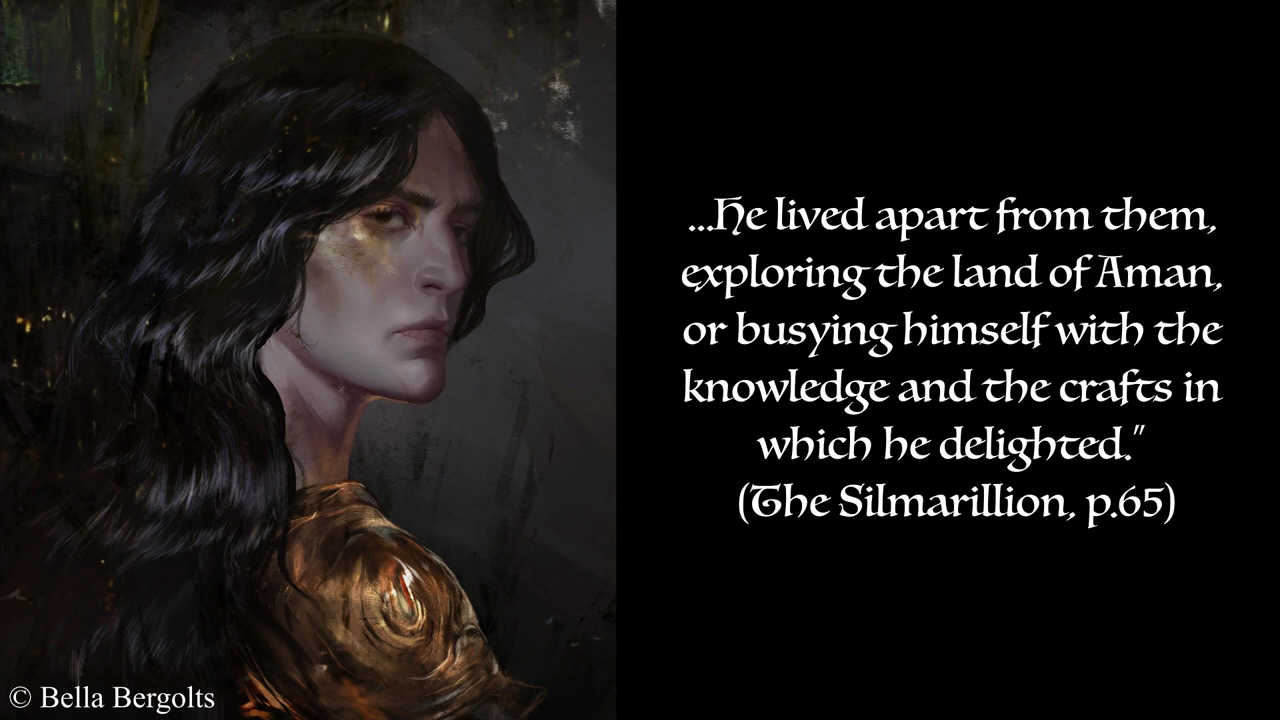 ...He lived apart from them,
exploring the land of Aman,
or busying himself with the
knowledge and the crafts in
which he delighted."
(The Silmarillion, p.65)
© Bella Bergolts